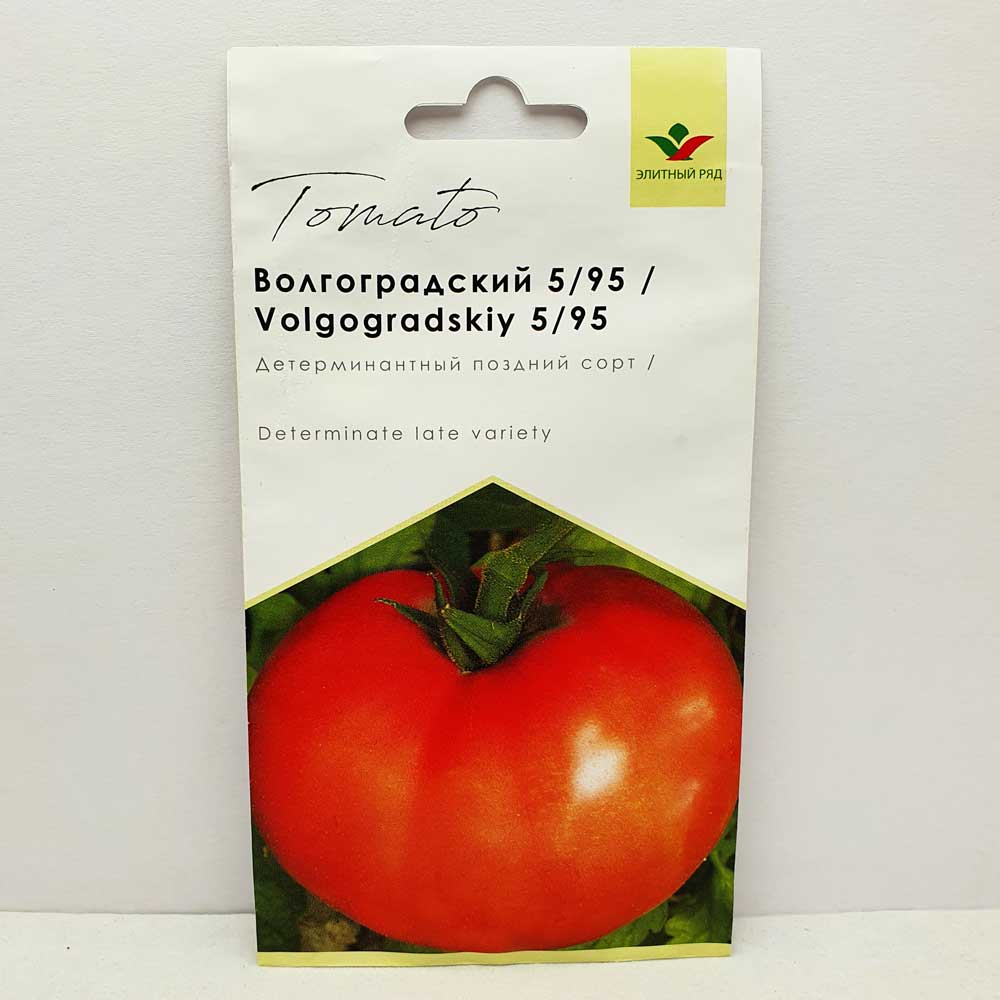 ЭЛИТНЫЙ РЯД
Tomato
Волгоградский 5/95 /
Volgogradskiy 5/95
Детерминантный поздний сорт /
Determinate late variety